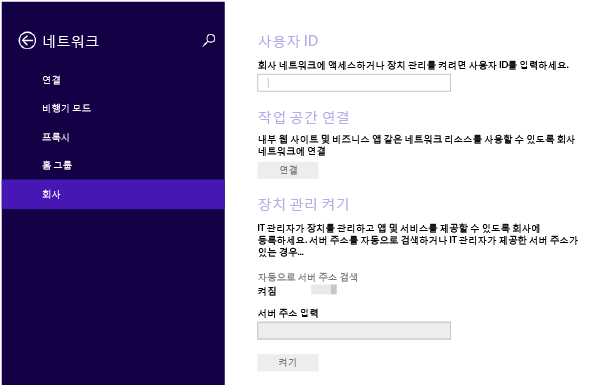 네트워크
연결
비행기 모드
프록시
홈 그룹
회사
사용자 ID
회사 네트워크에 액세스하거나 장치 관리를 켜려면 사용자 ID를 입력하세요.
작업 공간 연결
내부 웹 사이트 및 비즈니스 앱 같은 네트워크 리소스를 사용할 수 있도록 회사
네트워크에 연결
연결
장치 관리 켜기
IT 관리자가 장치를 관리하고 앱 및 서비스를 제공할 수 있도록 회사에
등록하세요. 서버 주소를 자동으로 검색하거나 IT 관리자가 제공한 서버 주소가
있는 경우...
자동으로 서버 주소 검색
켜짐
서버 주소 입력
켜기